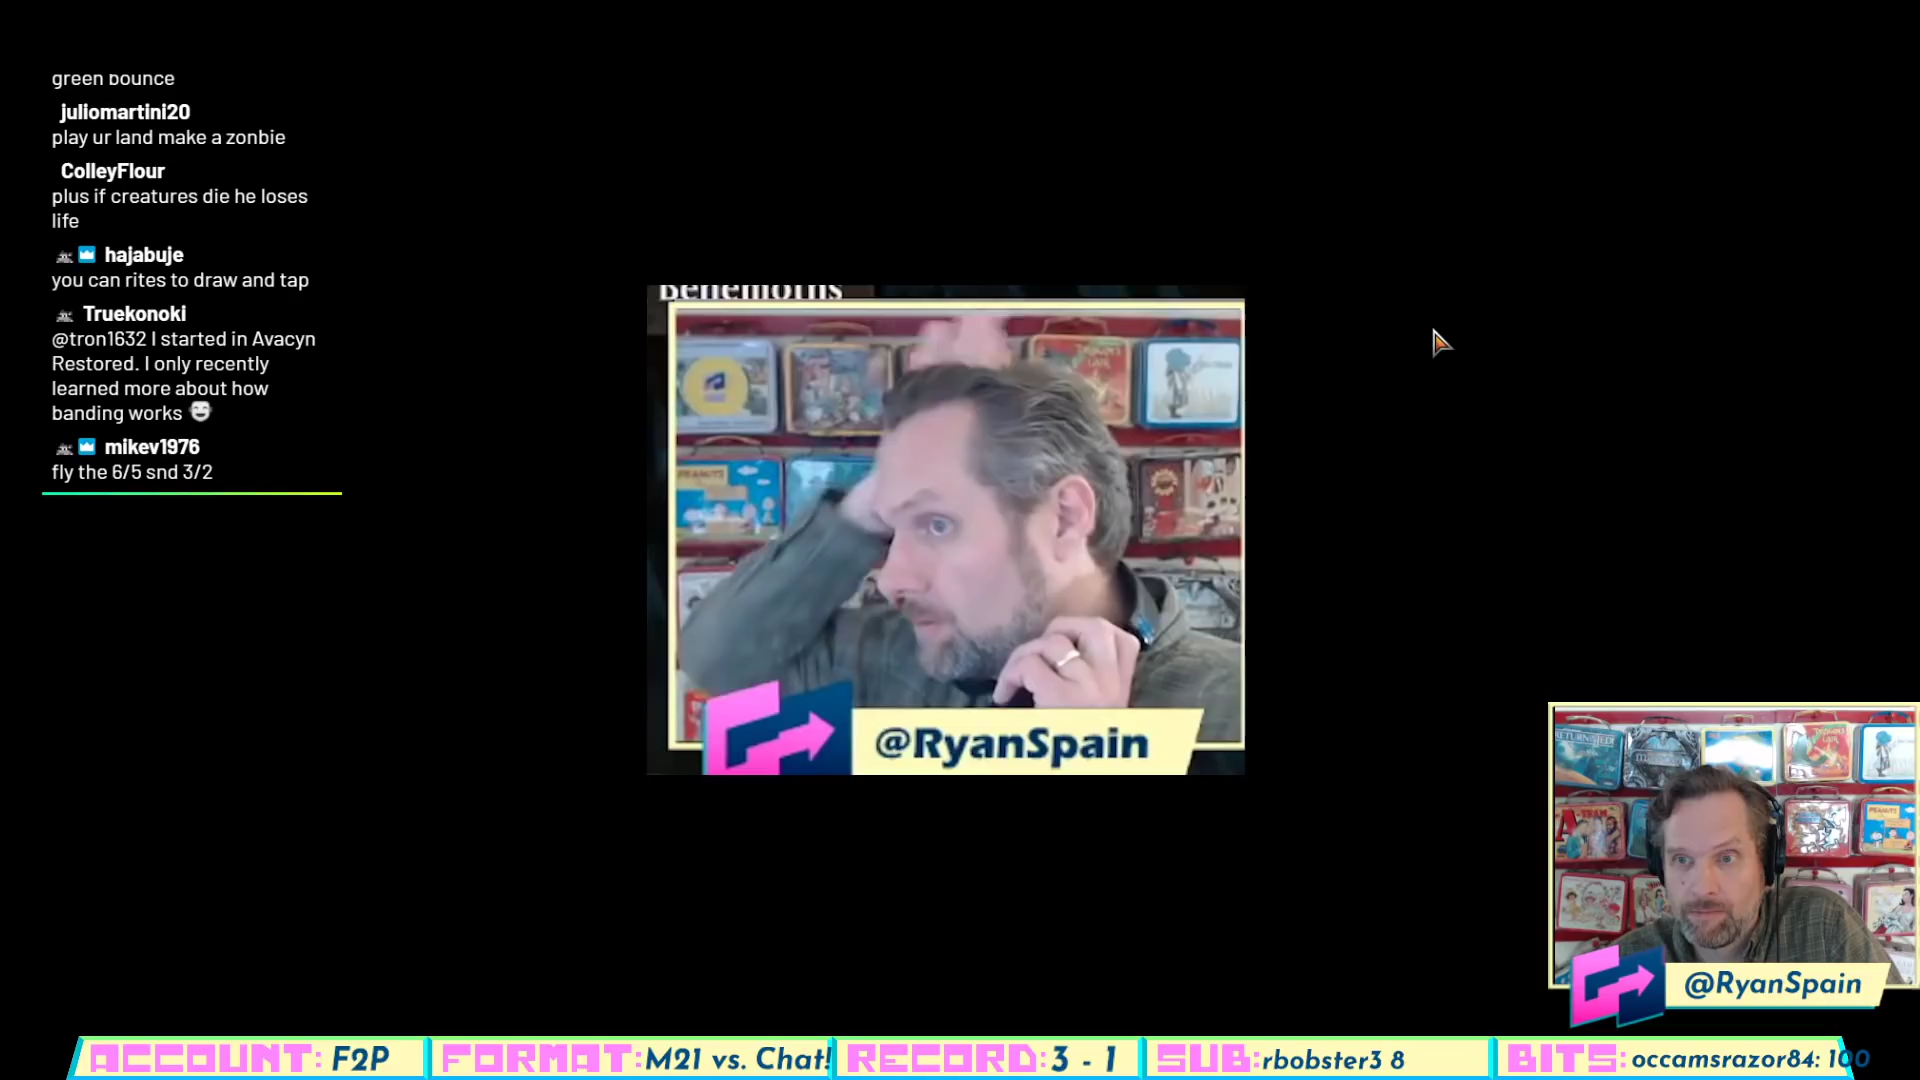 green bounce
juliomartini20
play ur land make a zonbie
ColleyFlour
plus if creatures die he loses
life
hajabuje
you can rites to draw and tap
Truekonoki
@tron1632 I started in Avacyn
Restored. I only recently
learned more about how
banding works
mikev1976
fly the 6/5 snd 3/2
Behemoths
PEANUTS
@RyanSpain
A-TEAM
PEANUTS
@RyanSpain
ACCOUNT: F2P FORMAT: M21 vs. Chat! RECORD: 3 - 1 SUB: rbobster3 8 BITS: occamsrazor84: 100